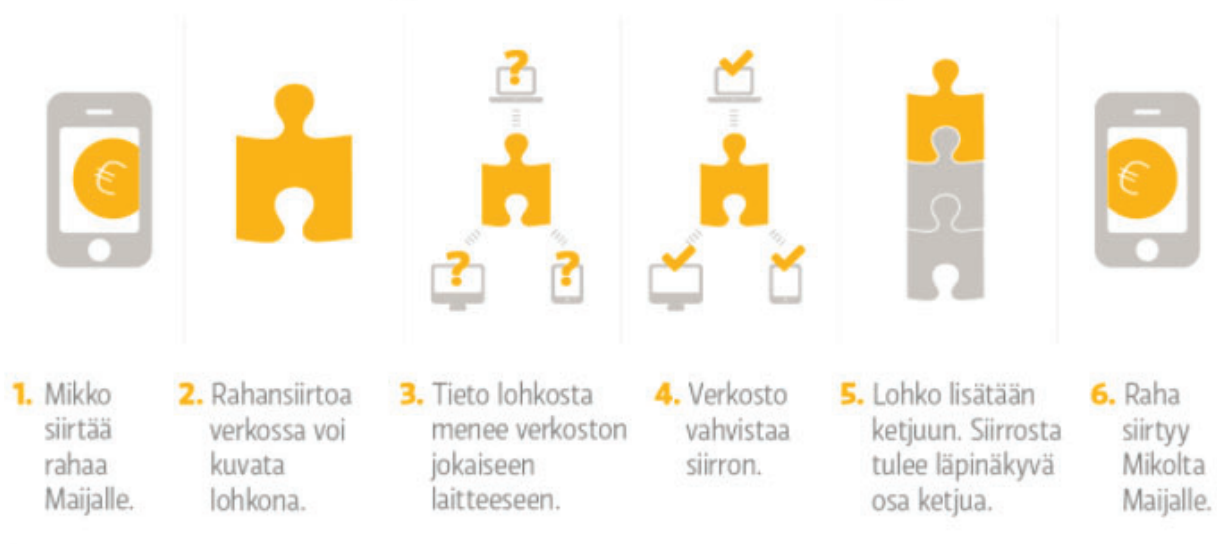 1. Mikko
siirtää
rahaa
Maijalle.
2. Rahansiirtoa
verkossa voi
kuvata
lohkona.
3. Tieto lohkosta
menee verkoston
jokaiseen
laitteeseen.
4. Verkosto
vahvistaa
siirron.
5. Lohko lisätään
ketjuun. Siirrosta
tulee läpinäkyvä
osa ketjua.
6. Raha
siirtyy
Mikolta
Maijalle.